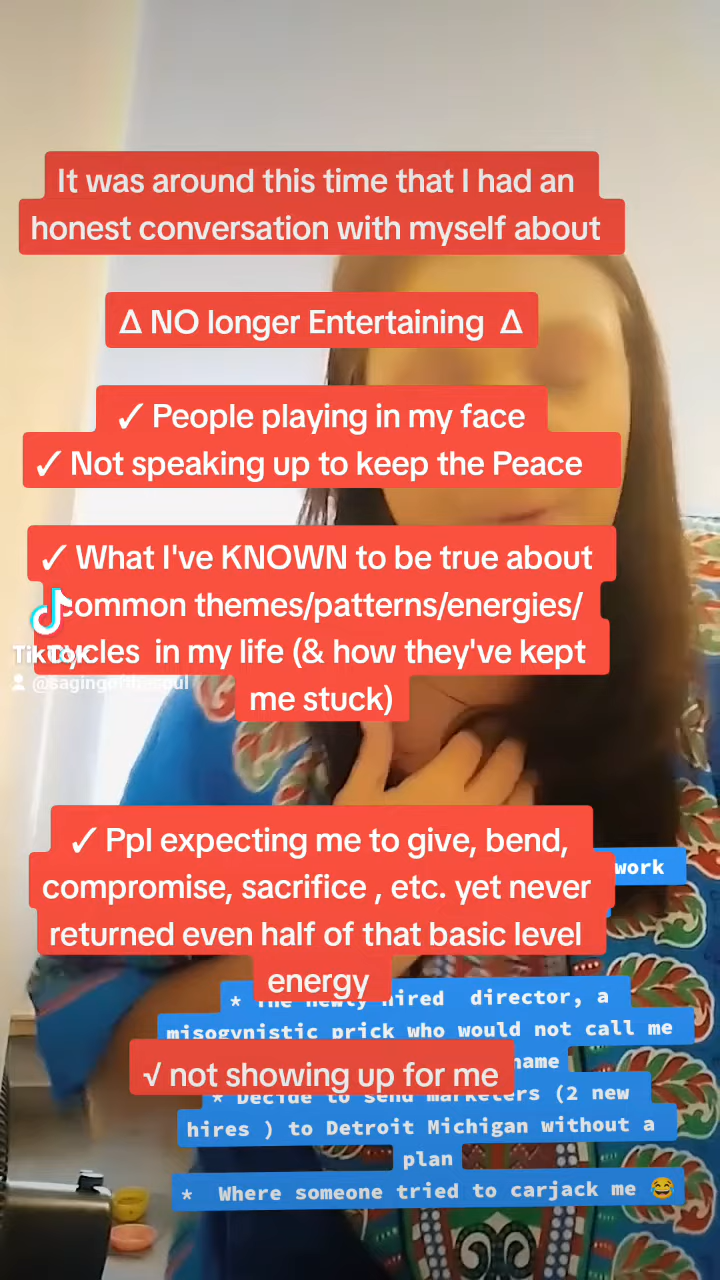 It was around this time that I had an
honest conversation with myself about
Δ NO longer Entertaining Δ
✓ People playing in my face
✓ Not speaking up to keep the Peace
✓ What I've KNOWN to be true about
common themes/patterns/energies/
cycles in my life (& how they've kept
me stuck)
TikTok
@sagingofthesoul
✓ Ppl expecting me to give, bend,
compromise, sacrifice , etc. yet never
returned even half of that basic level
energy
work
* The newly hired director, a
misogynistic prick who would not call me
name
√ not showing up for me
* Decide to send marketers (2 new
hires ) to Detroit Michigan without a
plan
* Where someone tried to carjack me 😂